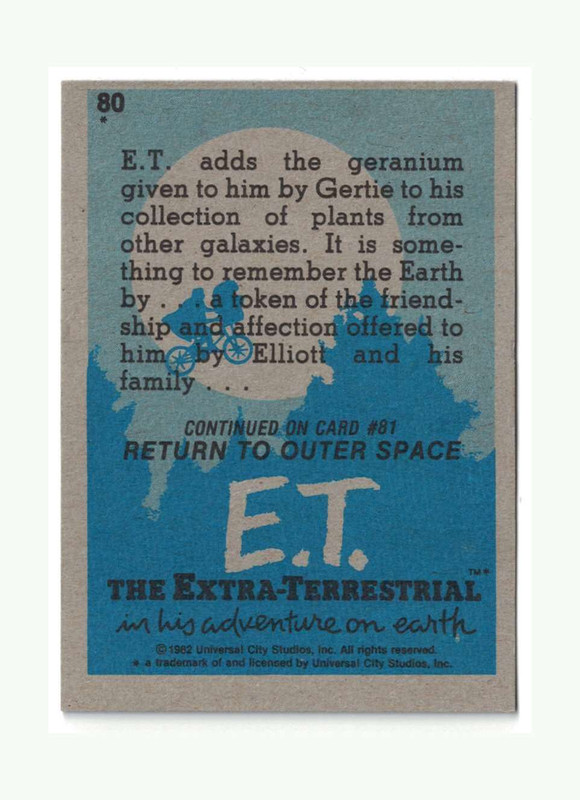 80
*
E.T. adds the geranium
given to him by Gertie to his
collection of plants from
other galaxies. It is some-
thing to remember the Earth
by . . . a token of the friend-
ship and affection offered to
him by Elliott and his
family . . .
CONTINUED ON CARD #81
RETURN TO OUTER SPACE
E.T.
THE EXTRA-TERRESTRIAL™*
in his adventure on earth
©1982 Universal City Studios, Inc. All rights reserved.
* a trademark of and licensed by Universal City Studios, Inc.